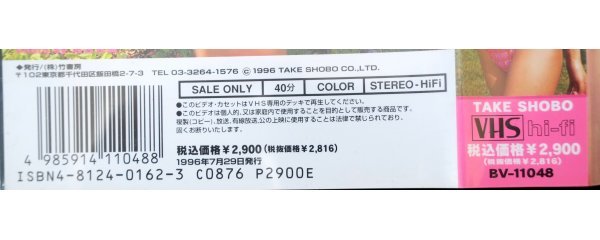 ●発行/(株)竹書房
〒102東京都千代田区飯田橋2-7-3 TEL 03-3264-1576 ©1996 TAKE SHOBO CO.,LTD.
SALE ONLY 40分 COLOR STEREO-HiFi
●このビデオ・カセットはVHS専用のデッキで再生してください。
●このビデオは個人的、又は家庭内で使用することを目的として販売する商品です。
複製(コピー)、放送、有線放送、公の上映に使用することは法律で禁じられており、
固くお断りいたします。
税込価格¥2,900(税抜価格¥2,816)
1996年7月29日発行
4 985914 110488
ISBN4-8124-0162-3 C0876 P2900E
TAKE SHOBO
VHS hi-fi
税込価格¥2,900
(税抜価格¥2,816)
BV-11048